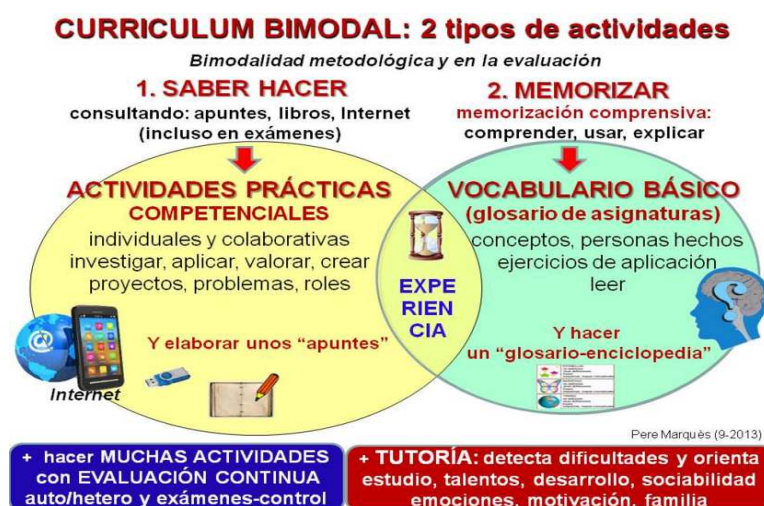 CURRICULUM BIMODAL: 2 tipos de actividades
Bimodalidad metodológica y en la evaluación
1. SABER HACER
consultando: apuntes, libros, Internet
(incluso en exámenes)
2. MEMORIZAR
memorización comprensiva:
comprender, usar, explicar
ACTIVIDADES PRÁCTICAS
COMPETENCIALES
individuales y colaborativas
investigar, aplicar, valorar, crear
proyectos, problemas, roles
Y elaborar unos “apuntes”
Internet
EXPE
RIEN
CIA
VOCABULARIO BÁSICO
(glosario de asignaturas)
conceptos, personas hechos
ejercicios de aplicación
leer
Y hacer
un “glosario-enciclopedia”
Pere Marquès (9-2013)
+ hacer MUCHAS ACTIVIDADES
con EVALUACIÓN CONTINUA
auto/hetero y exámenes-control
+ TUTORÍA: detecta dificultades y orienta
estudio, talentos, desarrollo, sociabilidad
emociones, motivación, familia